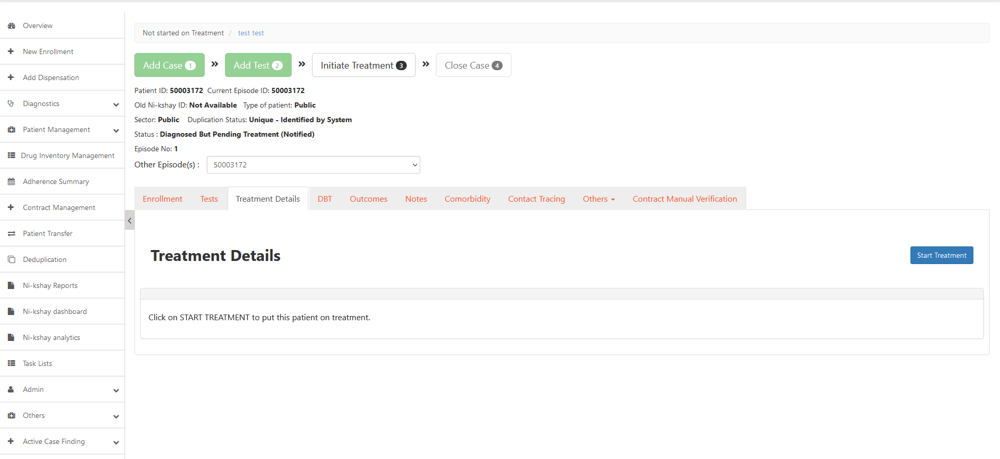 Overview
New Enrollment
Add Dispensation
Diagnostics
Patient Management
Drug Inventory Management
Adherence Summary
Contract Management
Patient Transfer
Deduplication
Ni-kshay Reports
Ni-kshay dashboard
Ni-kshay analytics
Task Lists
Admin
Others
Active Case Finding
Not started on Treatment / test test
Add Case 1 » Add Test 2 » Initiate Treatment 3 » Close Case 4
Patient ID: 50003172 Current Episode ID: 50003172
Old Ni-kshay ID: Not Available Type of patient: Public
Sector: Public Duplication Status: Unique - Identified by System
Status : Diagnosed But Pending Treatment (Notified)
Episode No: 1
Other Episode(s) : 50003172
Enrollment Tests Treatment Details DBT Outcomes Notes Comorbidity Contact Tracing Others Contract Manual Verification
Treatment Details Start Treatment
Click on START TREATMENT to put this patient on treatment.